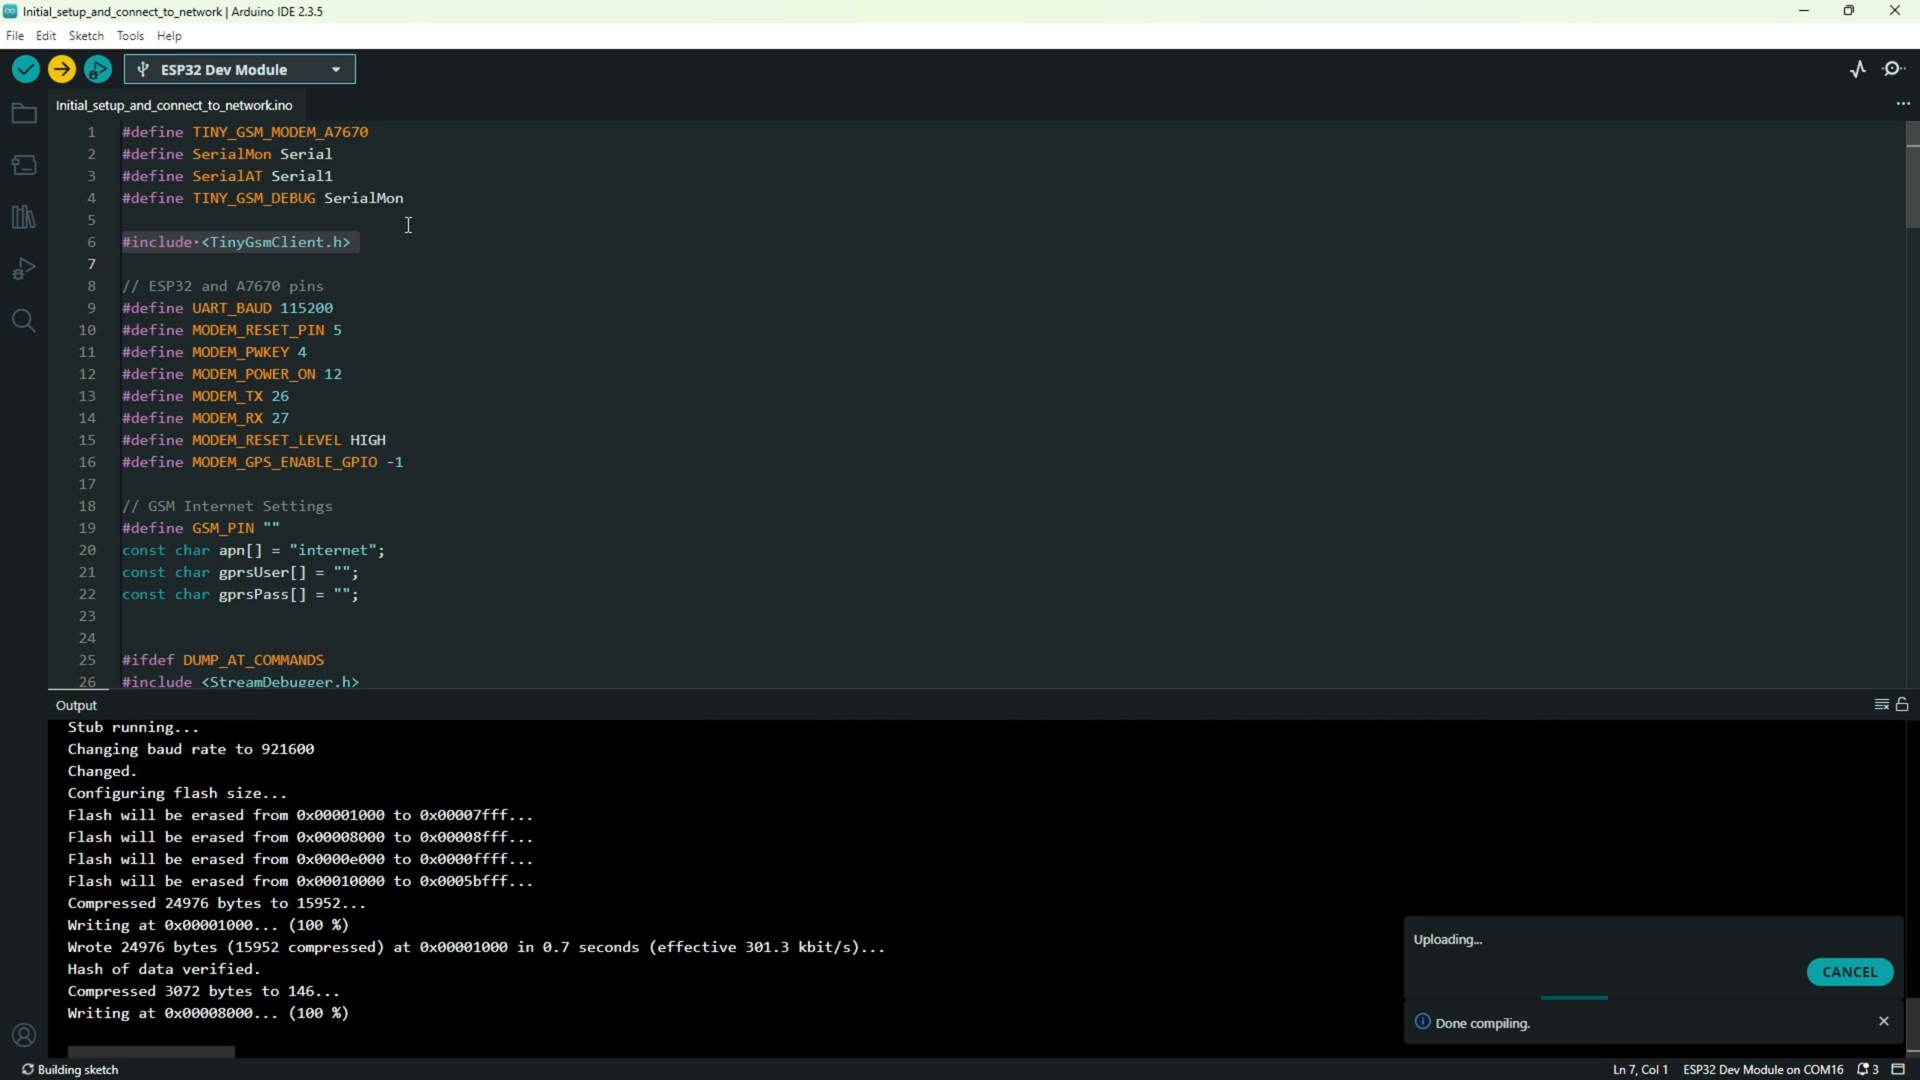 Initial_setup_and_connect_to_network | Arduino IDE 2.3.5
File Edit Sketch Tools Help
ESP32 Dev Module
Initial_setup_and_connect_to_network.ino
1 #define TINY_GSM_MODEM_A7670
2 #define SerialMon Serial
3 #define SerialAT Serial1
4 #define TINY_GSM_DEBUG SerialMon
5
6 #include <TinyGsmClient.h>
7
8 // ESP32 and A7670 pins
9 #define UART_BAUD 115200
10 #define MODEM_RESET_PIN 5
11 #define MODEM_PWKEY 4
12 #define MODEM_POWER_ON 12
13 #define MODEM_TX 26
14 #define MODEM_RX 27
15 #define MODEM_RESET_LEVEL HIGH
16 #define MODEM_GPS_ENABLE_GPIO -1
17
18 // GSM Internet Settings
19 #define GSM_PIN ""
20 const char apn[] = "internet";
21 const char gprsUser[] = "";
22 const char gprsPass[] = "";
23
24
25 #ifdef DUMP_AT_COMMANDS
26 #include <StreamDebugger.h>
Output
Stub running...
Changing baud rate to 921600
Changed.
Configuring flash size...
Flash will be erased from 0x00001000 to 0x00007fff...
Flash will be erased from 0x00008000 to 0x00008fff...
Flash will be erased from 0x0000e000 to 0x0000ffff...
Flash will be erased from 0x00010000 to 0x0005bfff...
Compressed 24976 bytes to 15952...
Writing at 0x00001000... (100 %)
Wrote 24976 bytes (15952 compressed) at 0x00001000 in 0.7 seconds (effective 301.3 kbit/s)...
Hash of data verified.
Compressed 3072 bytes to 146...
Writing at 0x00008000... (100 %)
Uploading...
CANCEL
Done compiling.
Building sketch
Ln 7, Col 1 ESP32 Dev Module on COM16 3